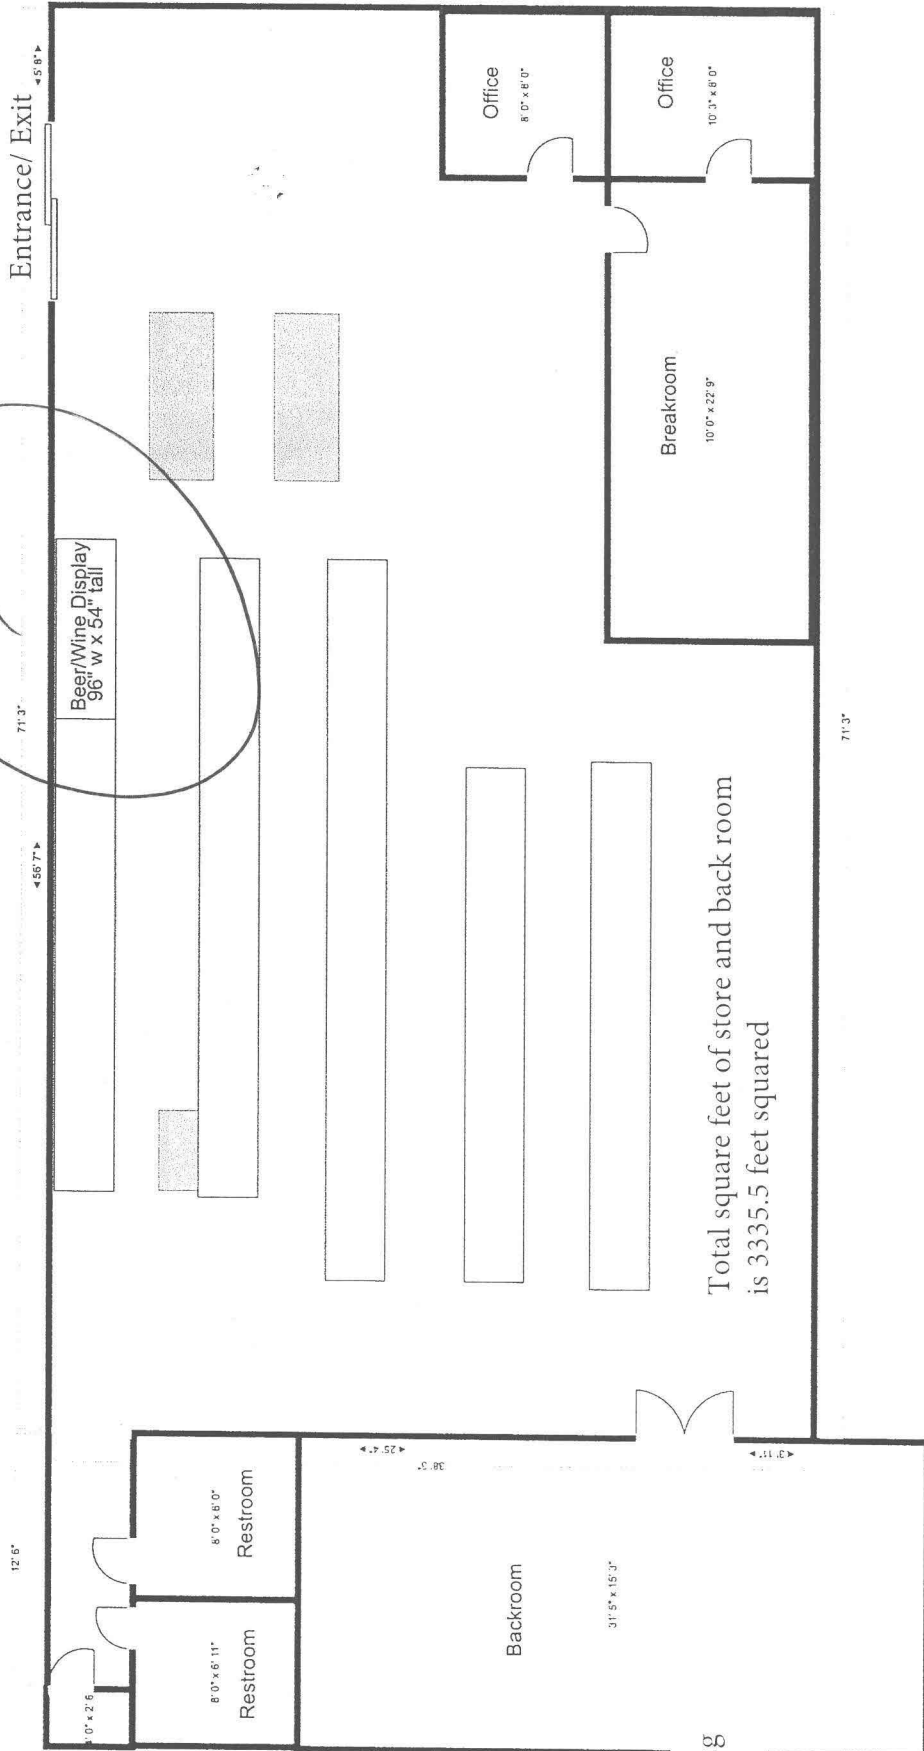 Entrance/ Exit
5' 8"
Office
8' 0" x 8' 0"
Office
10' 3" x 8' 0"
Beer/Wine Display
96" w x 54" tall
71' 3"
56' 7"
Breakroom
10' 0" x 22' 9"
71' 3"
Total square feet of store and back room
is 3335.5 feet squared
12' 6"
25' 4"
38' 3"
3' 11"
8' 0" x 8' 0"
Restroom
8' 0" x 6' 11"
Restroom
Backroom
31' 5" x 15' 3"
g